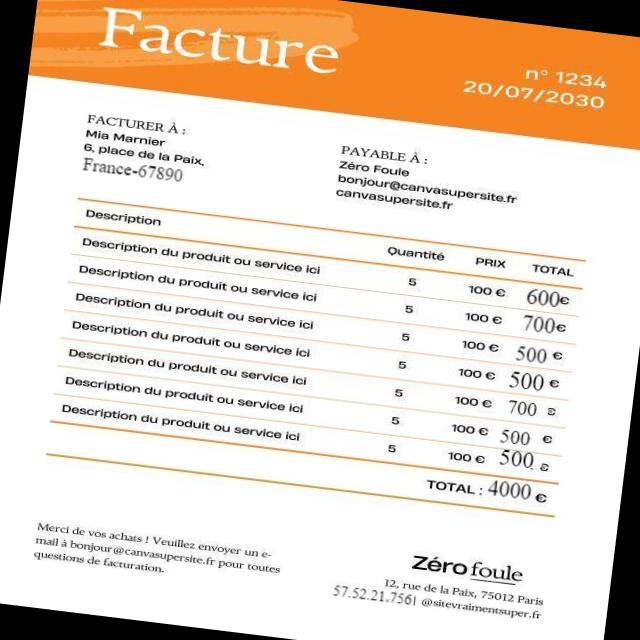 Facture
n° 1234
20/07/2030
FACTURER À :
Mia Marnier
6, place de la Paix,
France-67890
PAYABLE À :
Zéro Foule
bonjour@canvasupersite.fr
canvasupersite.fr
Description Quantité PRIX TOTAL
Description du produit ou service ici 5 100 € 600€
Description du produit ou service ici 5 100 € 700€
Description du produit ou service ici 5 100 € 500 €
Description du produit ou service ici 5 100 € 500 €
Description du produit ou service ici 5 100 € 700 €
Description du produit ou service ici 5 100 € 500 €
Description du produit ou service ici 5 100 € 500 €
TOTAL : 4000 €
Merci de vos achats ! Veuillez envoyer un e-
mail à bonjour@canvasupersite.fr pour toutes
questions de facturation.
Zéro foule
12, rue de la Paix, 75012 Paris
57.52.21.756| @sitevraimentsuper.fr